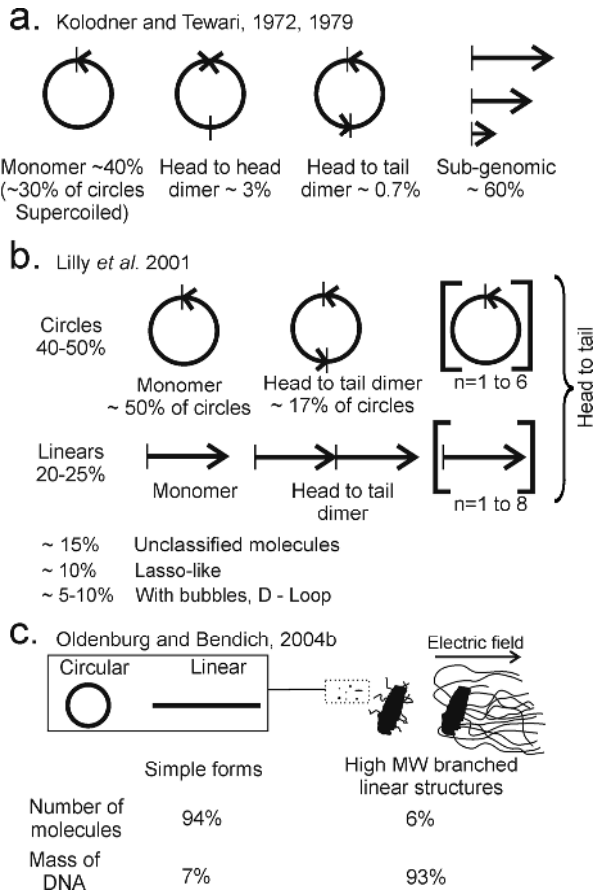 a. Kolodner and Tewari, 1972, 1979
Monomer ~40%
(~30% of circles
Supercoiled)
Head to head
dimer ~ 3%
Head to tail
dimer ~ 0.7%
Sub-genomic
~ 60%
b. Lilly et al. 2001
Circles
40-50%
Monomer
~ 50% of circles
Head to tail dimer
~ 17% of circles
n=1 to 6
Head to tail
Linears
20-25%
Monomer
Head to tail
dimer
n=1 to 8
~ 15% Unclassified molecules
~ 10% Lasso-like
~ 5-10% With bubbles, D - Loop
c. Oldenburg and Bendich, 2004b
Circular Linear
Electric field
Simple forms
High MW branched
linear structures
Number of
molecules
94% 6%
Mass of
DNA
7% 93%